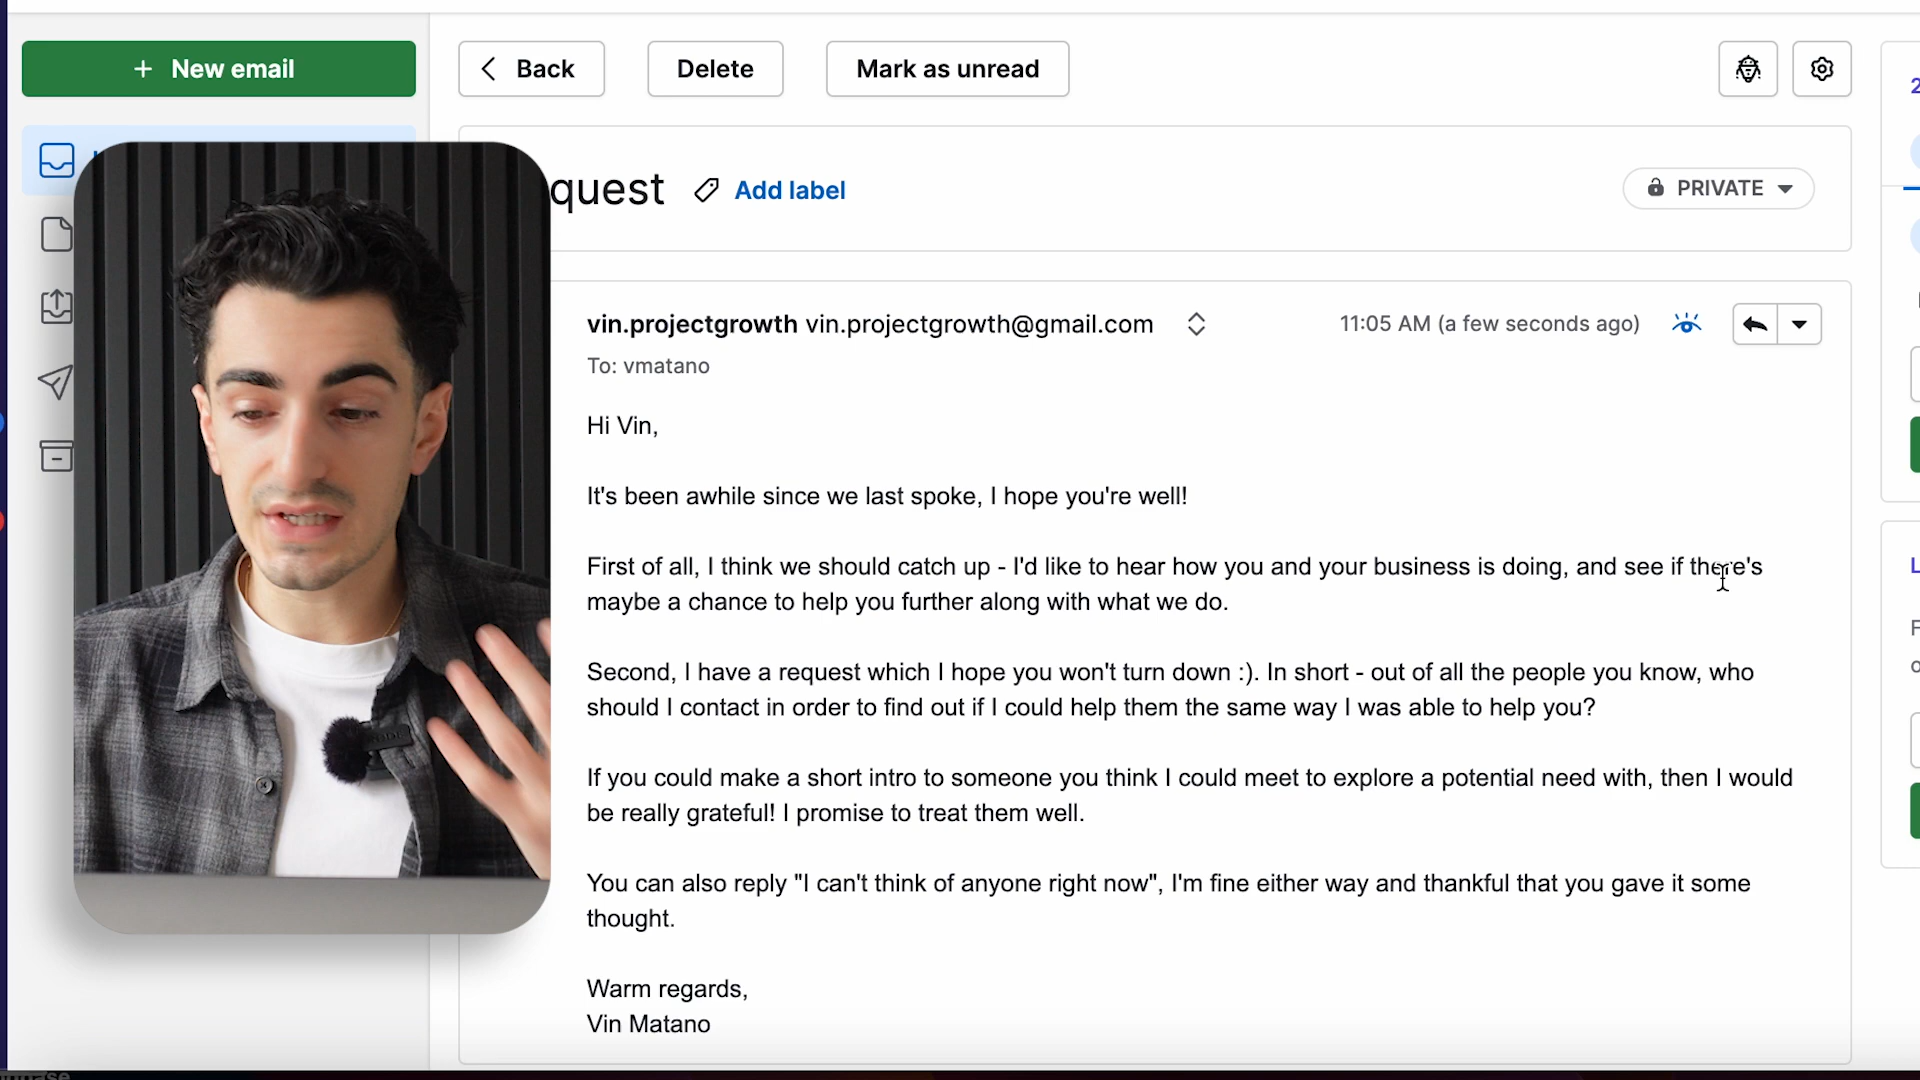 + New email
Back
Delete
Mark as unread
quest
Add label
PRIVATE
vin.projectgrowth vin.projectgrowth@gmail.com
11:05 AM (a few seconds ago)
To: vmatano
Hi Vin,
It's been awhile since we last spoke, I hope you're well!
First of all, I think we should catch up - I'd like to hear how you and your business is doing, and see if there's
maybe a chance to help you further along with what we do.
Second, I have a request which I hope you won't turn down :). In short - out of all the people you know, who
should I contact in order to find out if I could help them the same way I was able to help you?
If you could make a short intro to someone you think I could meet to explore a potential need with, then I would
be really grateful! I promise to treat them well.
You can also reply "I can't think of anyone right now", I'm fine either way and thankful that you gave it some
thought.
Warm regards,
Vin Matano